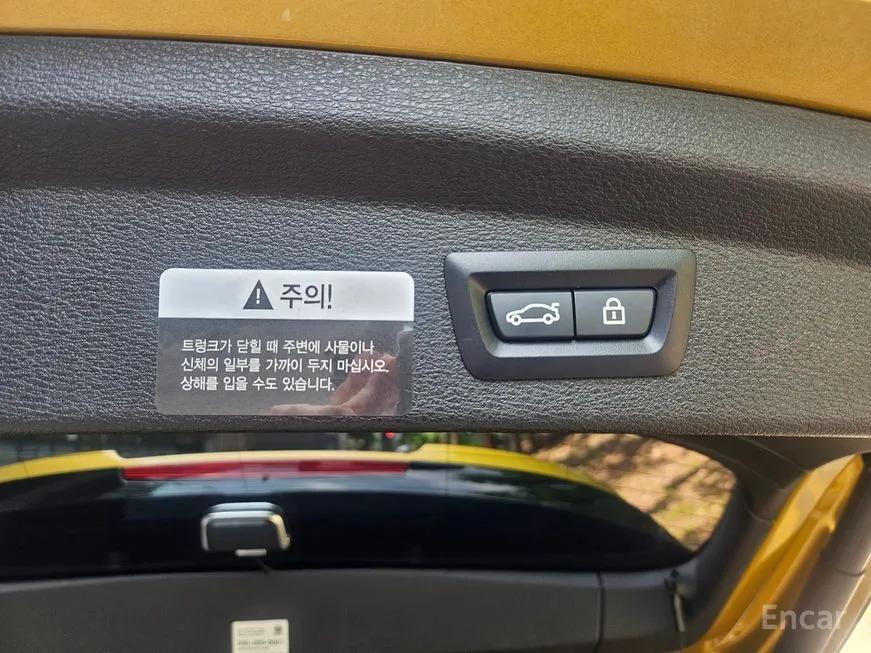 주의!
트렁크가 닫힐 때 주변에 사물이나
신체의 일부를 가까이 두지 마십시오.
상해를 입을 수도 있습니다.
Encar